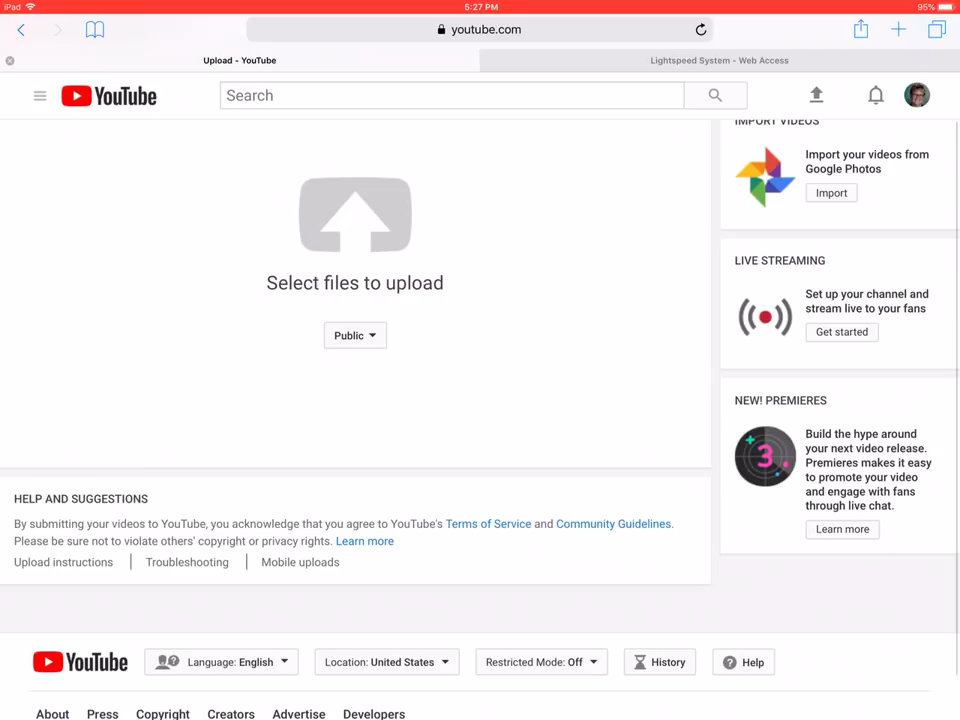 iPad 5:27 PM 95%
youtube.com
Upload - YouTube Lightspeed System - Web Access
YouTube Search
IMPORT VIDEOS
Import your videos from
Google Photos
Import
Select files to upload
Public
LIVE STREAMING
Set up your channel and
stream live to your fans
Get started
NEW! PREMIERES
3
Build the hype around
your next video release.
Premieres makes it easy
to promote your video
and engage with fans
through live chat.
Learn more
HELP AND SUGGESTIONS
By submitting your videos to YouTube, you acknowledge that you agree to YouTube's Terms of Service and Community Guidelines.
Please be sure not to violate others' copyright or privacy rights. Learn more
Upload instructions | Troubleshooting | Mobile uploads
YouTube Language: English Location: United States Restricted Mode: Off History Help
About Press Copyright Creators Advertise Developers